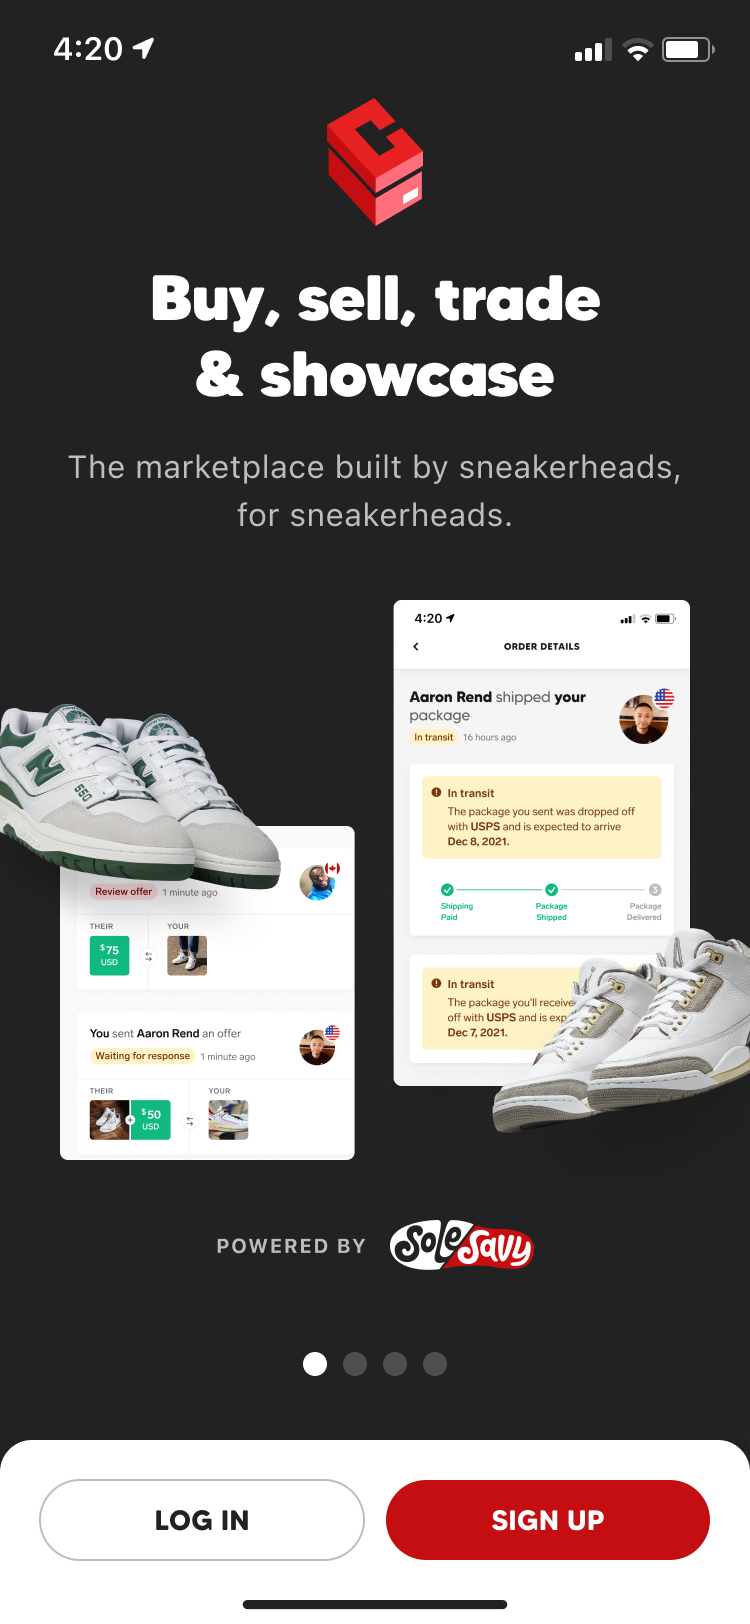 4:20
Buy, sell, trade
& showcase
The marketplace built by sneakerheads,
for sneakerheads.
4:20
ORDER DETAILS
Aaron Rend shipped your
package
In transit 16 hours ago
In transit
The package you sent was dropped off
with USPS and is expected to arrive
Dec 8, 2021.
3
Shipping
Paid
Package
Shipped
Package
Delivered
In transit
The package you'll receive
off with USPS and is exp
Dec 7, 2021.
N
550
Review offer 1 minute ago
THEIR YOUR
$75
USD
You sent Aaron Rend an offer
Waiting for response 1 minute ago
THEIR YOUR
$50
USD
POWERED BY SoleSavy
LOG IN
SIGN UP